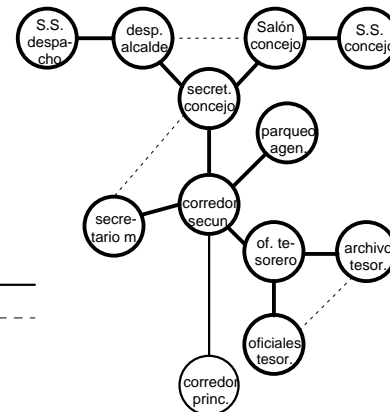 S.S.
despa-
cho
desp.
alcalde
Salón
concejo
S.S.
concejo
secret.
concejo
parqueo
agen.
secre-
tario m.
corredor
secun.
of. te-
sorero
archivo
tesor.
oficiales
tesor.
corredor
princ.